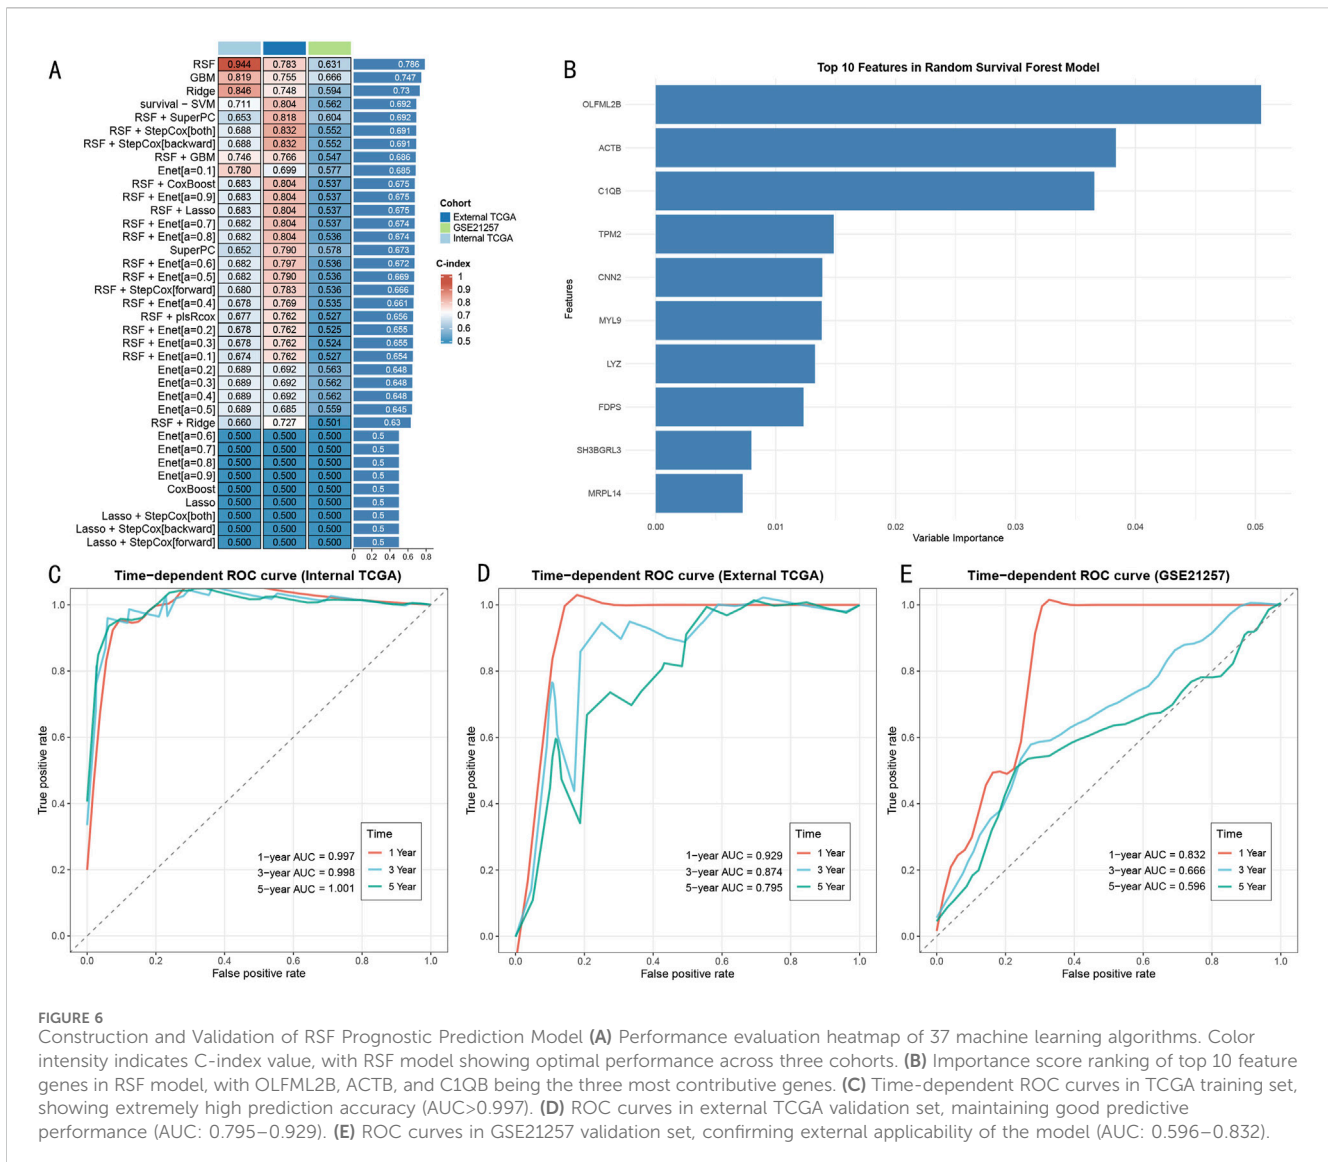 A
RSF 0.944 0.783 0.631 0.786
GBM 0.819 0.755 0.666 0.747
Ridge 0.846 0.748 0.594 0.73
survival − SVM 0.711 0.804 0.562 0.692
RSF + SuperPC 0.653 0.818 0.604 0.692
RSF + StepCox[both] 0.688 0.832 0.552 0.691
RSF + StepCox[backward] 0.688 0.832 0.552 0.691
RSF + GBM 0.746 0.766 0.547 0.686
Enet[a=0.1] 0.780 0.699 0.577 0.685
RSF + CoxBoost 0.683 0.804 0.537 0.675
RSF + Enet[a=0.9] 0.683 0.804 0.537 0.675
RSF + Lasso 0.683 0.804 0.537 0.675
RSF + Enet[a=0.7] 0.682 0.804 0.537 0.674
RSF + Enet[a=0.8] 0.682 0.804 0.536 0.674
SuperPC 0.652 0.790 0.578 0.673
RSF + Enet[a=0.6] 0.682 0.797 0.536 0.672
RSF + Enet[a=0.5] 0.682 0.790 0.536 0.669
RSF + StepCox[forward] 0.680 0.783 0.536 0.666
RSF + Enet[a=0.4] 0.678 0.769 0.535 0.661
RSF + plsRcox 0.677 0.762 0.527 0.656
RSF + Enet[a=0.2] 0.678 0.762 0.525 0.655
RSF + Enet[a=0.3] 0.678 0.762 0.524 0.655
RSF + Enet[a=0.1] 0.674 0.762 0.527 0.654
Enet[a=0.2] 0.689 0.692 0.563 0.648
Enet[a=0.3] 0.689 0.692 0.562 0.648
Enet[a=0.4] 0.689 0.692 0.562 0.648
Enet[a=0.5] 0.689 0.685 0.559 0.645
RSF + Ridge 0.660 0.727 0.501 0.63
Enet[a=0.6] 0.500 0.500 0.500 0.5
Enet[a=0.7] 0.500 0.500 0.500 0.5
Enet[a=0.8] 0.500 0.500 0.500 0.5
Enet[a=0.9] 0.500 0.500 0.500 0.5
CoxBoost 0.500 0.500 0.500 0.5
Lasso 0.500 0.500 0.500 0.5
Lasso + StepCox[both] 0.500 0.500 0.500 0.5
Lasso + StepCox[backward] 0.500 0.500 0.500 0.5
Lasso + StepCox[forward] 0.500 0.500 0.500 0.5
0 0.2 0.4 0.6 0.8
Cohort
External TCGA
GSE21257
Internal TCGA
C-index
1
0.9
0.8
0.7
0.6
0.5
B
Top 10 Features in Random Survival Forest Model
Features
OLFML2B
ACTB
C1QB
TPM2
CNN2
MYL9
LYZ
FDPS
SH3BGRL3
MRPL14
0.00 0.01 0.02 0.03 0.04 0.05
Variable Importance
C
Time−dependent ROC curve (Internal TCGA)
True positive rate
1.0
0.8
0.6
0.4
0.2
0.0
1−year AUC = 0.997
3−year AUC = 0.998
5−year AUC = 1.001
Time
1 Year
3 Year
5 Year
0.0 0.2 0.4 0.6 0.8 1.0
False positive rate
D
Time−dependent ROC curve (External TCGA)
True positive rate
1.0
0.8
0.6
0.4
0.2
0.0
1−year AUC = 0.929
3−year AUC = 0.874
5−year AUC = 0.795
Time
1 Year
3 Year
5 Year
0.0 0.2 0.4 0.6 0.8 1.0
False positive rate
E
Time−dependent ROC curve (GSE21257)
True positive rate
1.0
0.8
0.6
0.4
0.2
0.0
1−year AUC = 0.832
3−year AUC = 0.666
5−year AUC = 0.596
Time
1 Year
3 Year
5 Year
0.0 0.2 0.4 0.6 0.8 1.0
False positive rate
FIGURE 6
Construction and Validation of RSF Prognostic Prediction Model (A) Performance evaluation heatmap of 37 machine learning algorithms. Color
intensity indicates C-index value, with RSF model showing optimal performance across three cohorts. (B) Importance score ranking of top 10 feature
genes in RSF model, with OLFML2B, ACTB, and C1QB being the three most contributive genes. (C) Time-dependent ROC curves in TCGA training set,
showing extremely high prediction accuracy (AUC>0.997). (D) ROC curves in external TCGA validation set, maintaining good predictive
performance (AUC: 0.795–0.929). (E) ROC curves in GSE21257 validation set, confirming external applicability of the model (AUC: 0.596–0.832).